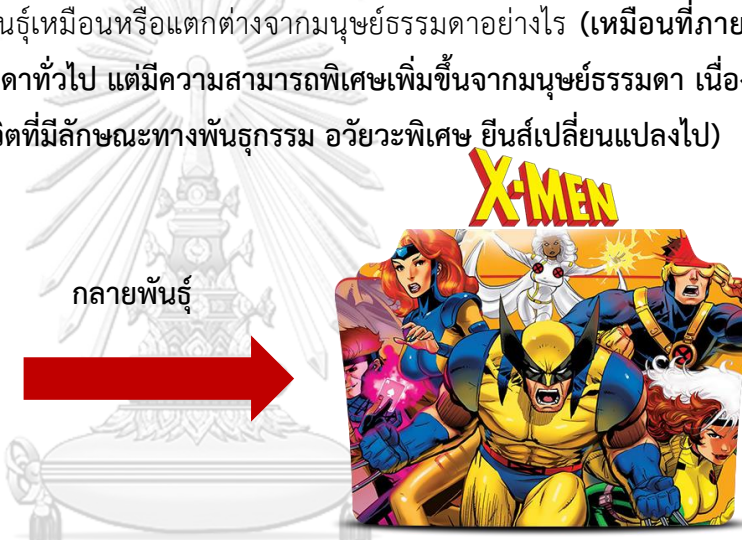 นธุ์เหมือนหรือแตกต่างจากมนุษย์ธรรมดาอย่างไร (เหมือนที่ภาย
ดาทั่วไป แต่มีความสามารถพิเศษเพิ่มขึ้นจากมนุษย์ธรรมดา เนื่อง
วิตที่มีลักษณะทางพันธุกรรม อวัยวะพิเศษ ยีนส์เปลี่ยนแปลงไป)
X-MEN
กลายพันธุ์